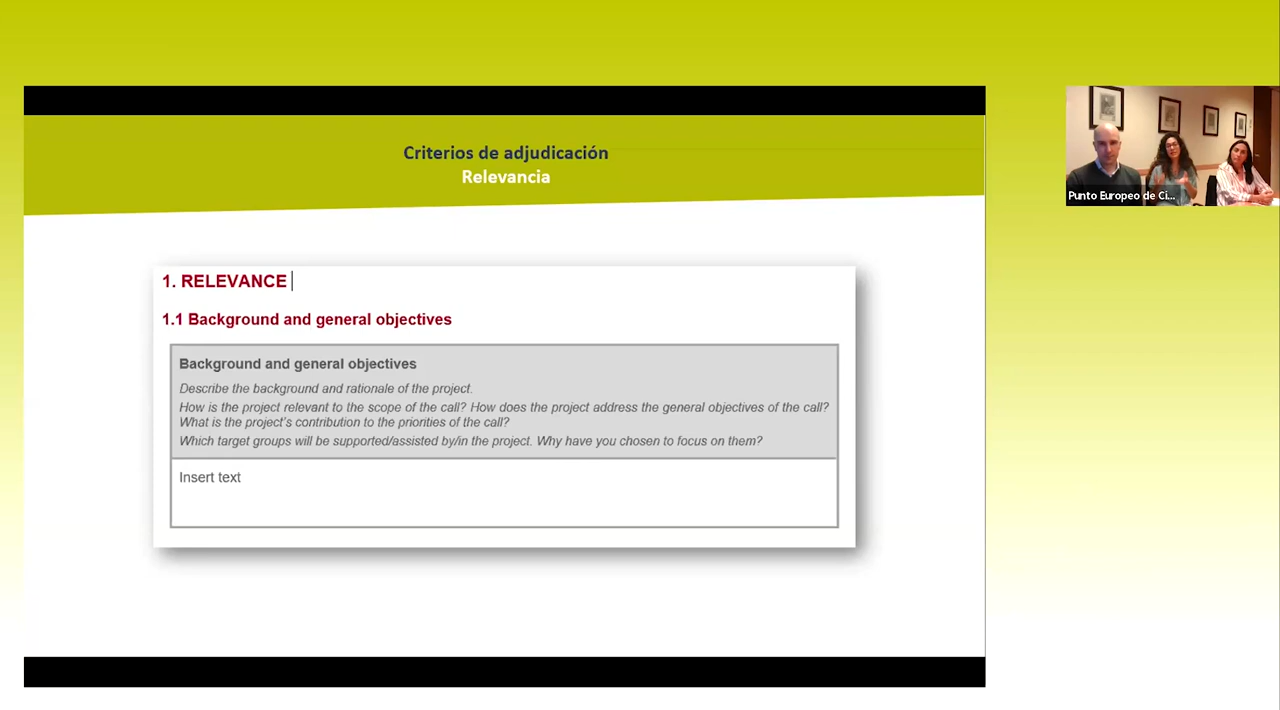 Criterios de adjudicación
Relevancia
1. RELEVANCE
1.1 Background and general objectives
Background and general objectives
Describe the background and rationale of the project.
How is the project relevant to the scope of the call? How does the project address the general objectives of the call?
What is the project's contribution to the priorities of the call?
Which target groups will be supported/assisted by/in the project. Why have you chosen to focus on them?
Insert text
Punto Europeo de Ci...